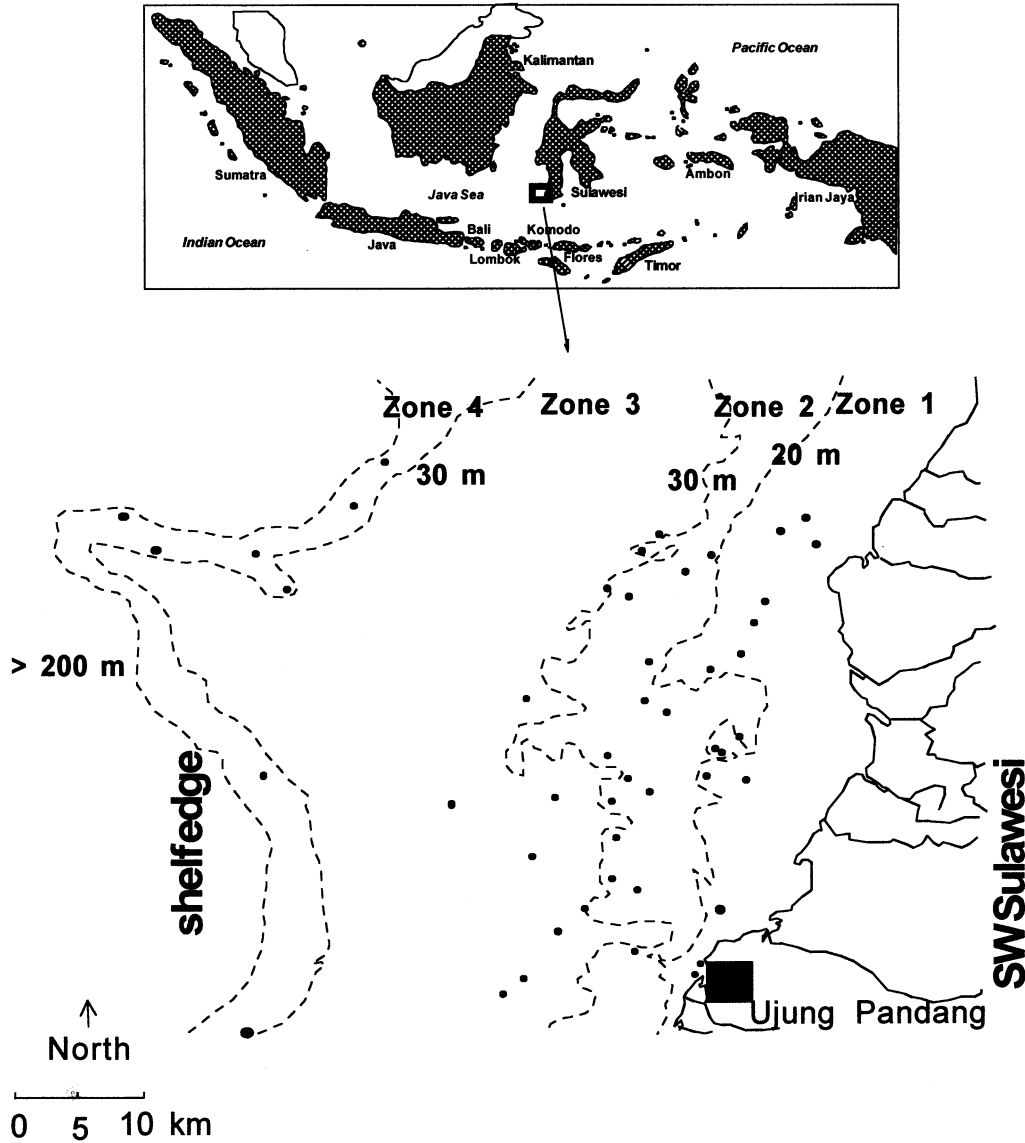 Pacific Ocean
Kalimantan
Sumatra
Java Sea
Sulawesi
Ambon
Irian Jaya
Indian Ocean
Java
Bali
Lombok
Komodo
Flores
Timor
Zone 4
Zone 3
Zone 2
Zone 1
30 m
30 m
20 m
> 200 m
shelfedge
SW Sulawesi
Ujung Pandang
North
0 5 10 km